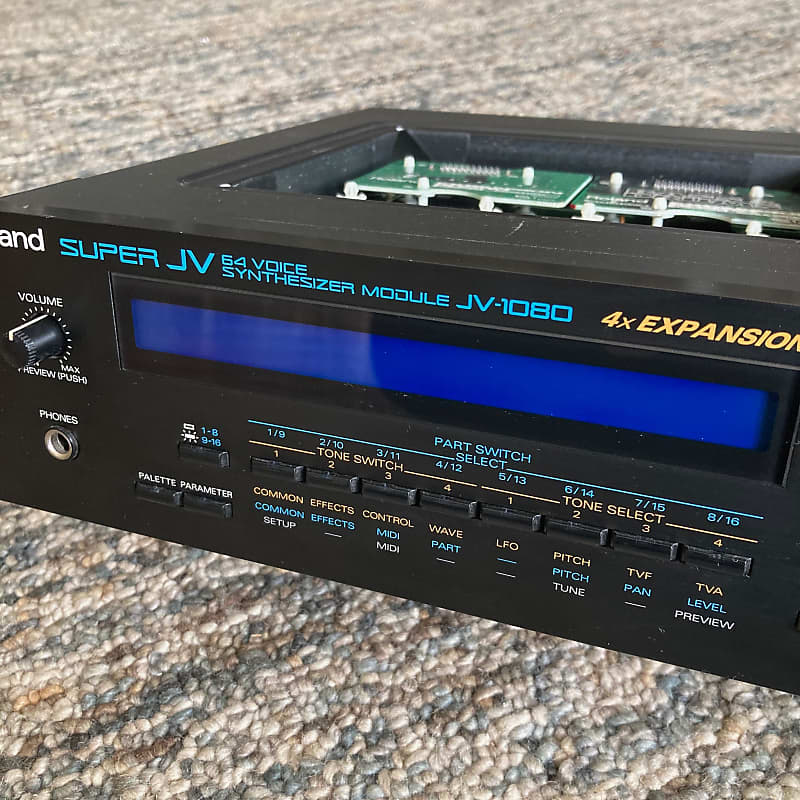 and SUPER JV 64 VOICE
SYNTHESIZER MODULE JV-1080
4x EXPANSION
VOLUME
MAX
PREVIEW (PUSH)
PHONES
1-8
9-16
PALETTE PARAMETER
PART SWITCH
SELECT
1/9 2/10 3/11 4/12 5/13 6/14 7/15 8/16
TONE SWITCH TONE SELECT
1 2 3 4 1 2 3 4
COMMON EFFECTS CONTROL WAVE LFO PITCH TVF TVA
COMMON EFFECTS MIDI PART — PITCH PAN LEVEL
SETUP — MIDI — — TUNE — PREVIEW